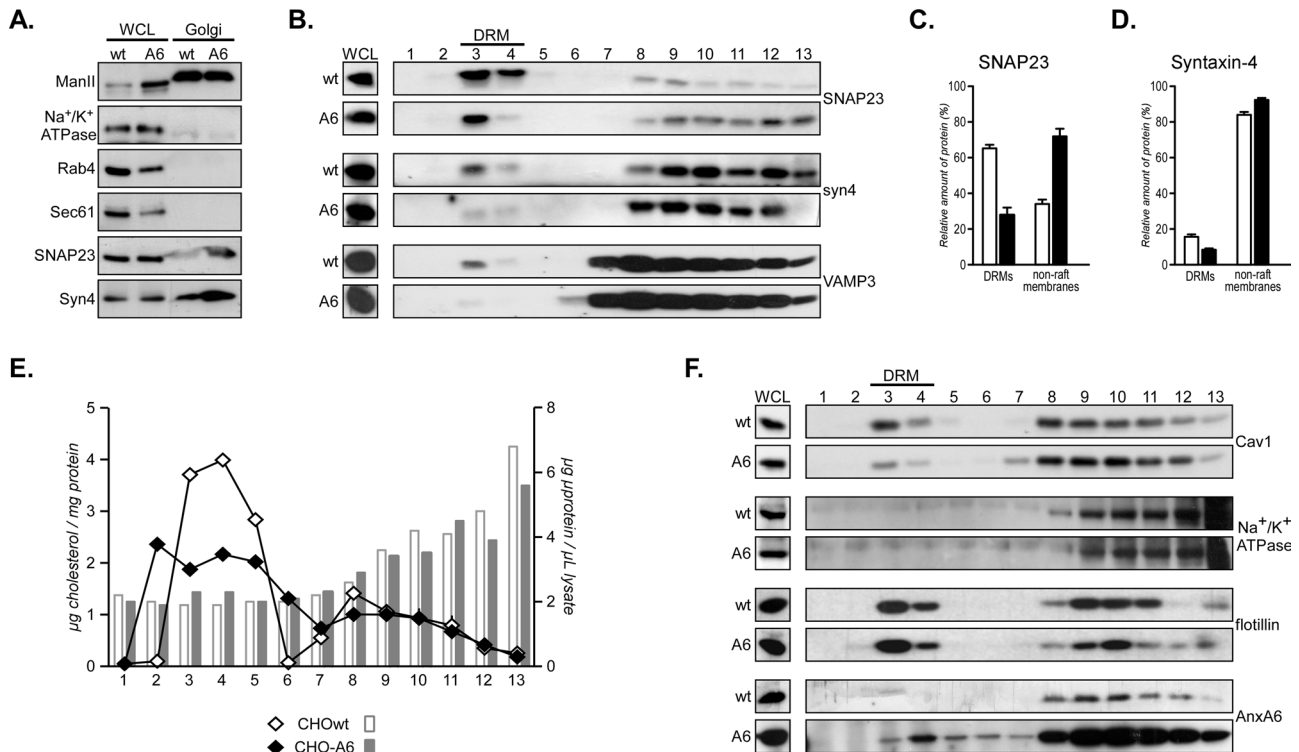 A.
WCL Golgi
wt A6 wt A6
ManII
Na+/K+
ATPase
Rab4
Sec61
SNAP23
Syn4
B.
DRM
WCL 1 2 3 4 5 6 7 8 9 10 11 12 13
wt
SNAP23
A6
wt
syn4
A6
wt
VAMP3
A6
C.
SNAP23
Relative amount of protein (%)
100
80
60
40
20
0
DRMs non-raft
membranes
D.
Syntaxin-4
Relative amount of protein (%)
100
80
60
40
20
0
DRMs non-raft
membranes
E.
µg cholesterol / mg protein
5
4
3
2
1
0
8
6
4
2
0
µg µprotein / µL lysate
1 2 3 4 5 6 7 8 9 10 11 12 13
CHOwt
CHO-A6
F.
DRM
WCL 1 2 3 4 5 6 7 8 9 10 11 12 13
wt
Cav1
A6
wt
Na+/K+
ATPase
A6
wt
flotillin
A6
wt
AnxA6
A6